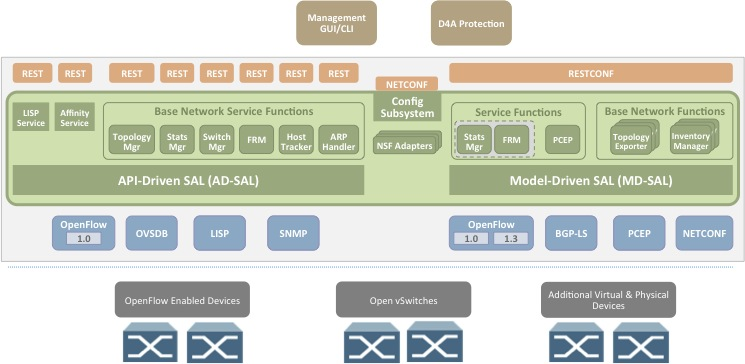 Management
GUI/CLI
D4A Protection
REST
REST
REST
REST
REST
REST
REST
REST
NETCONF
RESTCONF
LISP
Service
Affinity
Service
Base Network Service Functions
Topology
Mgr
Stats
Mgr
Switch
Mgr
FRM
Host
Tracker
ARP
Handler
Config
Subsystem
NSF Adapters
Service Functions
Stats
Mgr
FRM
PCEP
Base Network Functions
Topology
Exporter
Inventory
Manager
API-Driven SAL (AD-SAL)
Model-Driven SAL (MD-SAL)
OpenFlow
1.0
OVSDB
LISP
SNMP
OpenFlow
1.0
1.3
BGP-LS
PCEP
NETCONF
OpenFlow Enabled Devices
Open vSwitches
Additional Virtual & Physical
Devices